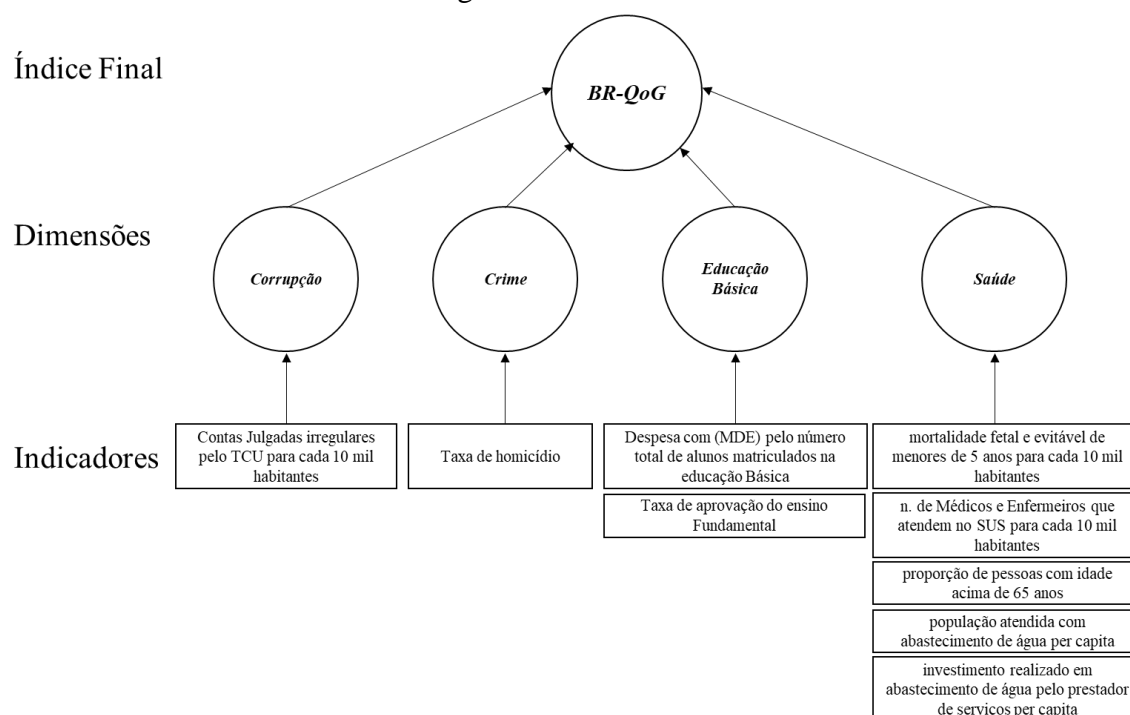 Índice Final
BR-QoG
Dimensões
Corrupção
Crime
Educação
Básica
Saúde
Indicadores
Contas Julgadas irregulares
pelo TCU para cada 10 mil
habitantes
Taxa de homicídio
Despesa com (MDE) pelo número
total de alunos matriculados na
educação Básica
Taxa de aprovação do ensino
Fundamental
mortalidade fetal e evitável de
menores de 5 anos para cada 10 mil
habitantes
n. de Médicos e Enfermeiros que
atendem no SUS para cada 10 mil
habitantes
proporção de pessoas com idade
acima de 65 anos
população atendida com
abastecimento de água per capita
investimento realizado em
abastecimento de água pelo prestador
de serviços per capita